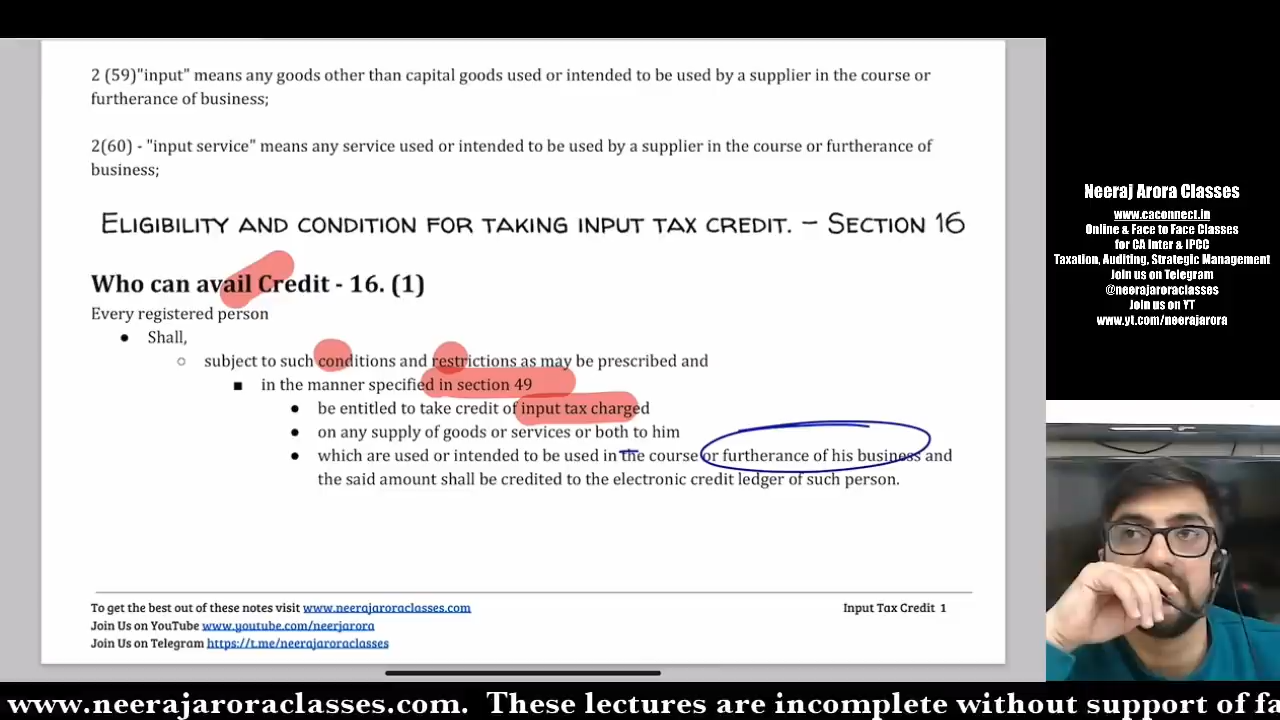 2 (59)"input" means any goods other than capital goods used or intended to be used by a supplier in the course or
furtherance of business;
2(60) - "input service" means any service used or intended to be used by a supplier in the course or furtherance of
business;
ELIGIBILITY AND CONDITION FOR TAKING INPUT TAX CREDIT. – SECTION 16
Who can avail Credit - 16. (1)
Every registered person
● Shall,
○ subject to such conditions and restrictions as may be prescribed and
■ in the manner specified in section 49
● be entitled to take credit of input tax charged
● on any supply of goods or services or both to him
● which are used or intended to be used in the course or furtherance of his business and
the said amount shall be credited to the electronic credit ledger of such person.
To get the best out of these notes visit www.neerajaroraclasses.com
Join Us on YouTube www.youtube.com/neerjarora
Join Us on Telegram https://t.me/neerajaroraclasses
Input Tax Credit 1
Neeraj Arora Classes
www.caconnect.in
Online & Face to Face Classes
for CA Inter & IPCC
Taxation, Auditing, Strategic Management
Join us on Telegram
@neerajaroraclasses
Join us on YT
www.yt.com/neerajarora
www.neerajaroraclasses.com. These lectures are incomplete without support of fa